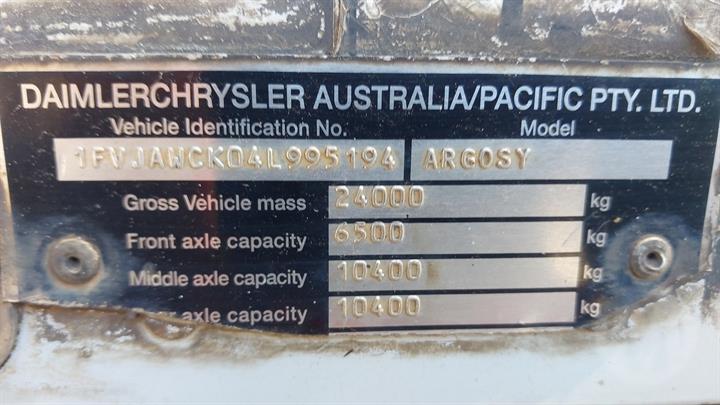 DAIMLERCHRYSLER AUSTRALIA/PACIFIC PTY. LTD.
Vehicle Identification No. Model
1FVJAWCK04L995194 ARGOSY
Gross Vehicle mass 24000 kg
Front axle capacity 6500 kg
Middle axle capacity 10400 kg
axle capacity 10400 kg